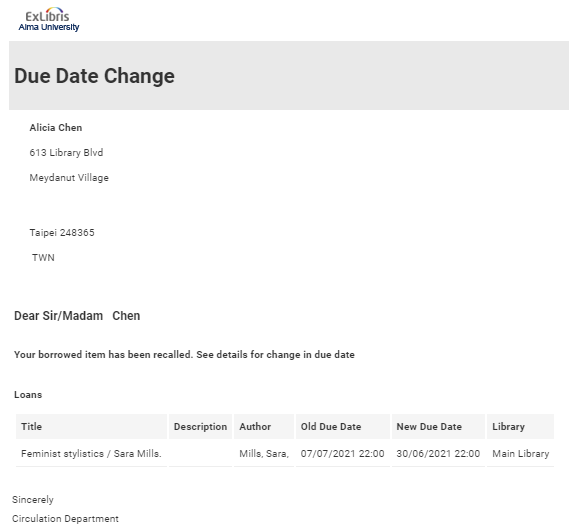 ExLibris
Alma University
Due Date Change
Alicia Chen
613 Library Blvd
Meydanut Village
Taipei 248365
TWN
Dear Sir/Madam Chen
Your borrowed item has been recalled. See details for change in due date
Loans
Title Description Author Old Due Date New Due Date Library
Feminist stylistics / Sara Mills. Mills, Sara, 07/07/2021 22:00 30/06/2021 22:00 Main Library
Sincerely
Circulation Department